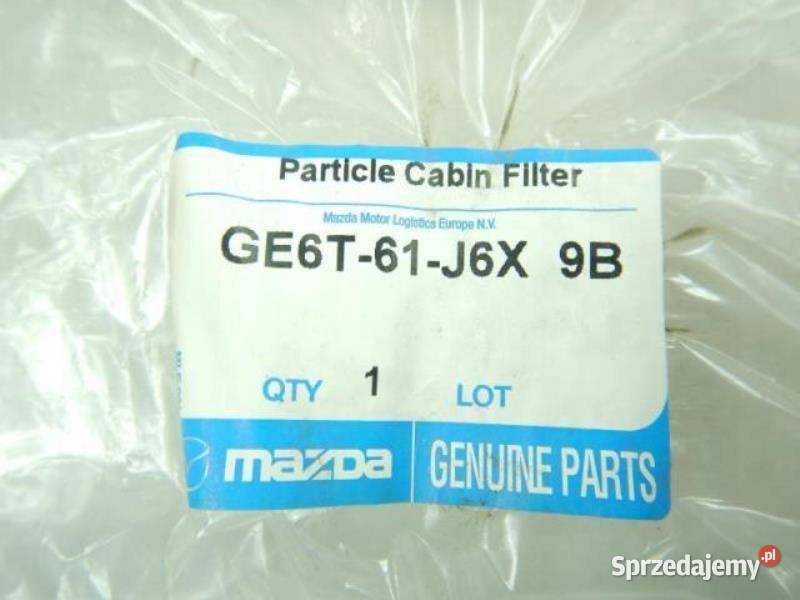 Particle Cabin Filter
Mazda Motor Logistics Europe N.V.
GE6T-61-J6X 9B
QTY 1 LOT
mazda GENUINE PARTS
Sprzedajemy.pl